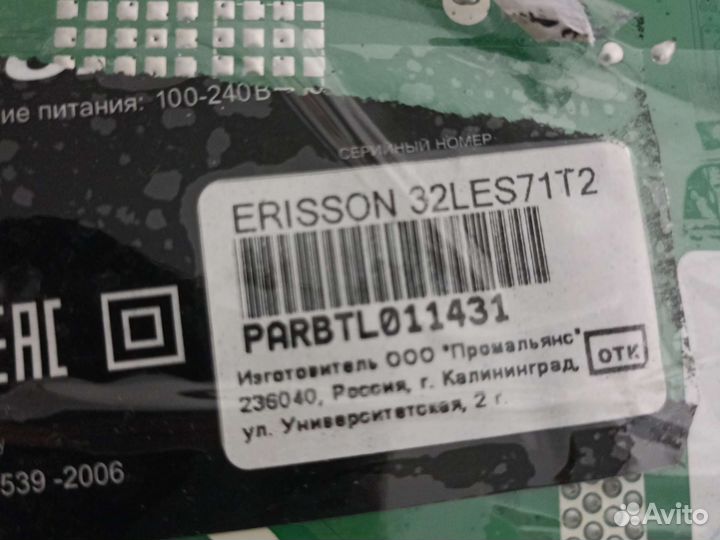 ние питания: 100-240В~
СЕРИЙНЫЙ НОМЕР
ERISSON 32LES71T2
PARBTL011431
Изготовитель ООО "Промальянс"
236040, Россия, г. Калининград,
ул. Университетская, 2 г.
ОТК
EAC
539 -2006
Avito